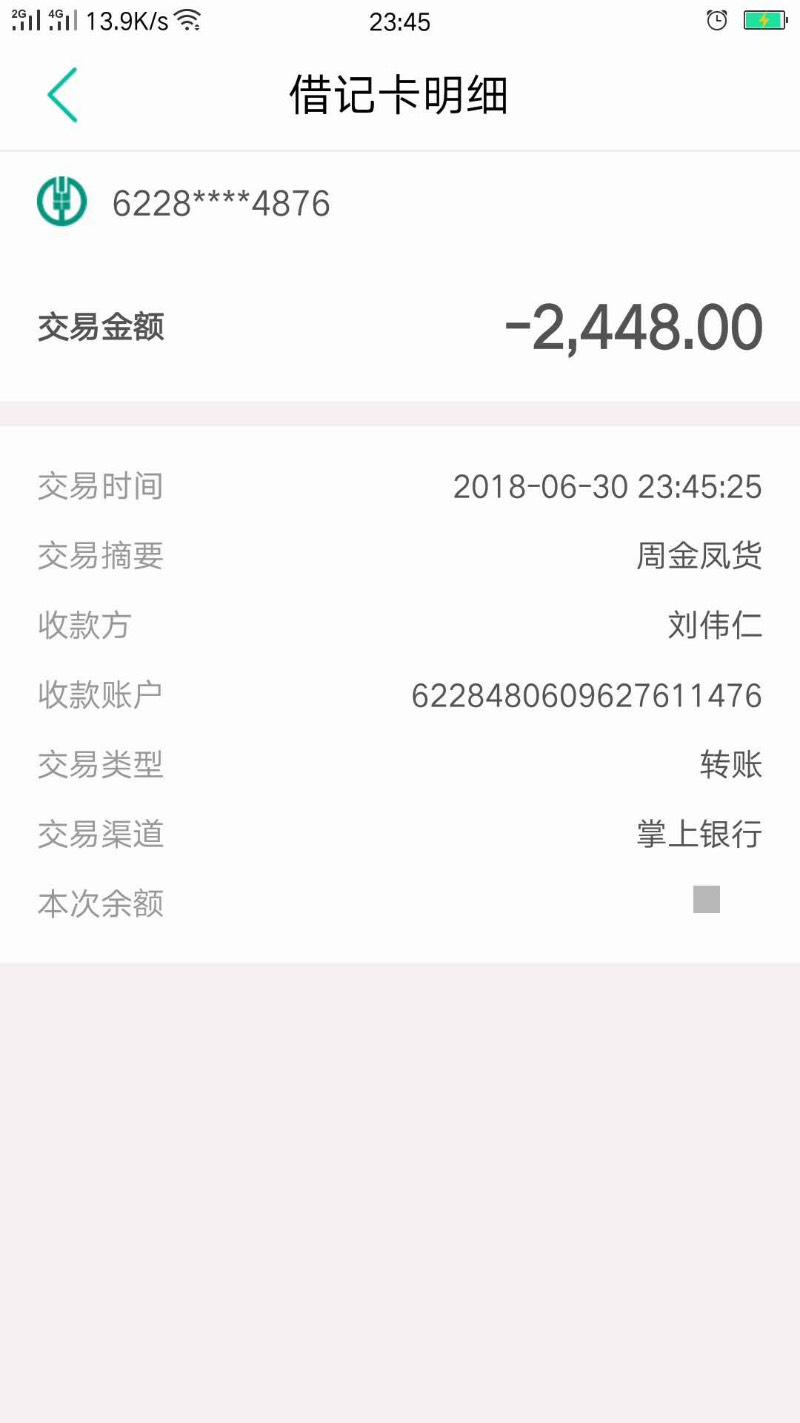 2G 4G 13.9K/s 23:45
借记卡明细
6228****4876
交易金额 -2,448.00
交易时间 2018-06-30 23:45:25
交易摘要 周金凤货
收款方 刘伟仁
收款账户 6228480609627611476
交易类型 转账
交易渠道 掌上银行
本次余额